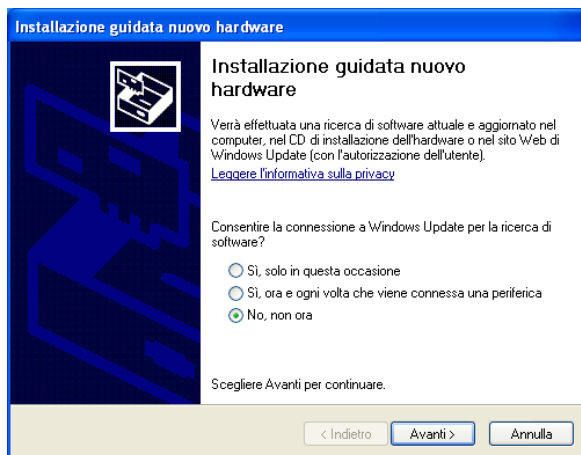 Installazione guidata nuovo hardware
Installazione guidata nuovo
hardware
Verrà effettuata una ricerca di software attuale e aggiornato nel
computer, nel CD di installazione dell'hardware o nel sito Web di
Windows Update (con l'autorizzazione dell'utente).
Leggere l'informativa sulla privacy
Consentire la connessione a Windows Update per la ricerca di
software?
Sì, solo in questa occasione
Sì, ora e ogni volta che viene connessa una periferica
No, non ora
Scegliere Avanti per continuare.
< Indietro Avanti > Annulla